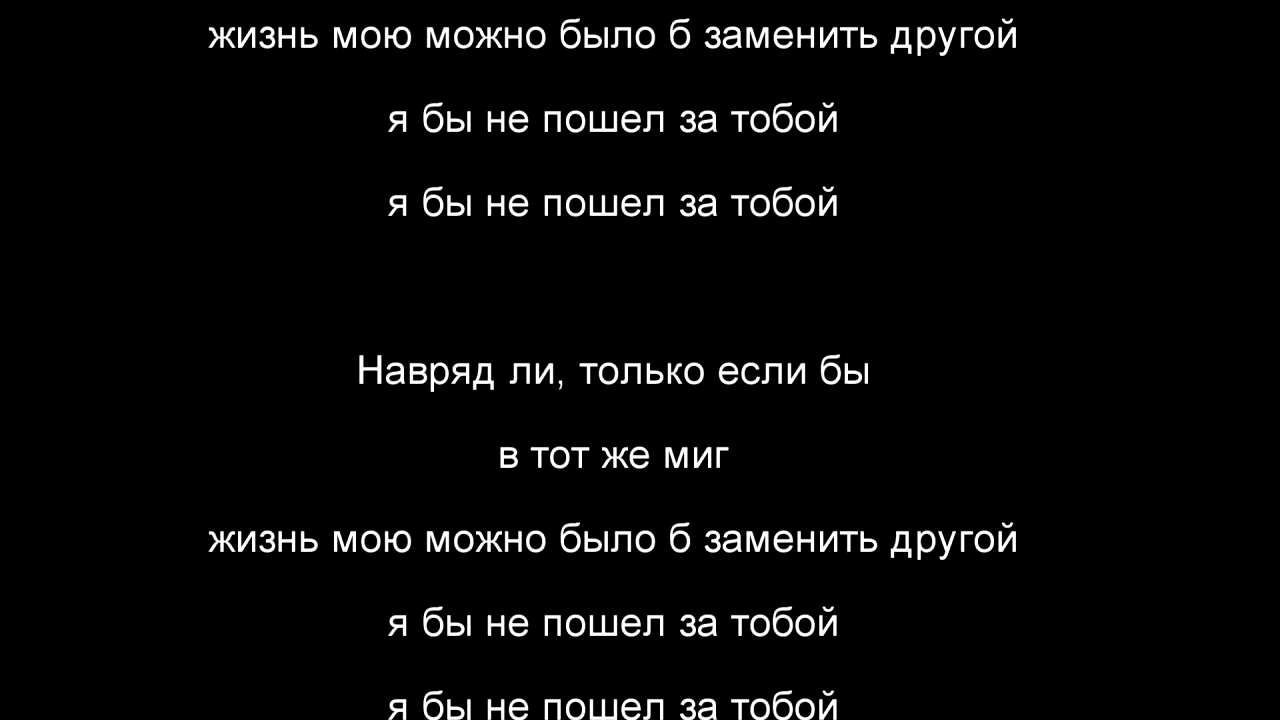 жизнь мою можно было б заменить другой
я бы не пошел за тобой
я бы не пошел за тобой
Навряд ли, только если бы
в тот же миг
жизнь мою можно было б заменить другой
я бы не пошел за тобой
я бы не пошел за тобой